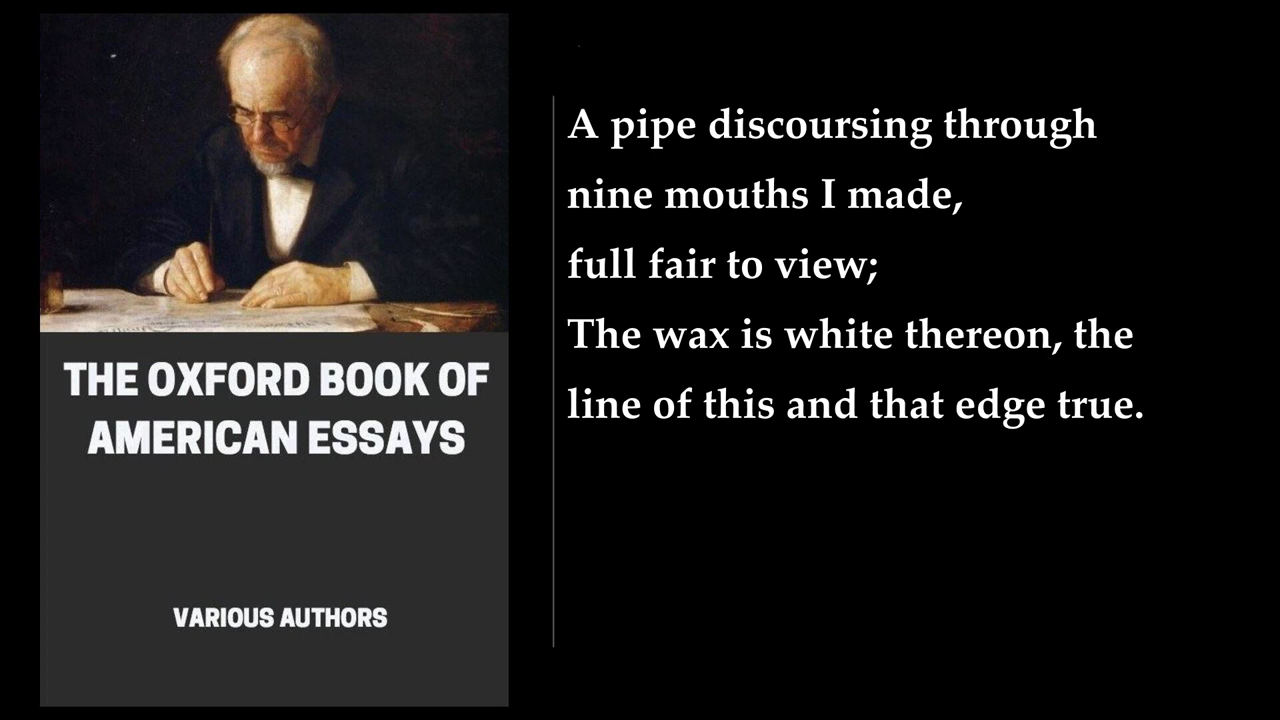 THE OXFORD BOOK OF
AMERICAN ESSAYS
VARIOUS AUTHORS
A pipe discoursing through
nine mouths I made,
full fair to view;
The wax is white thereon, the
line of this and that edge true.